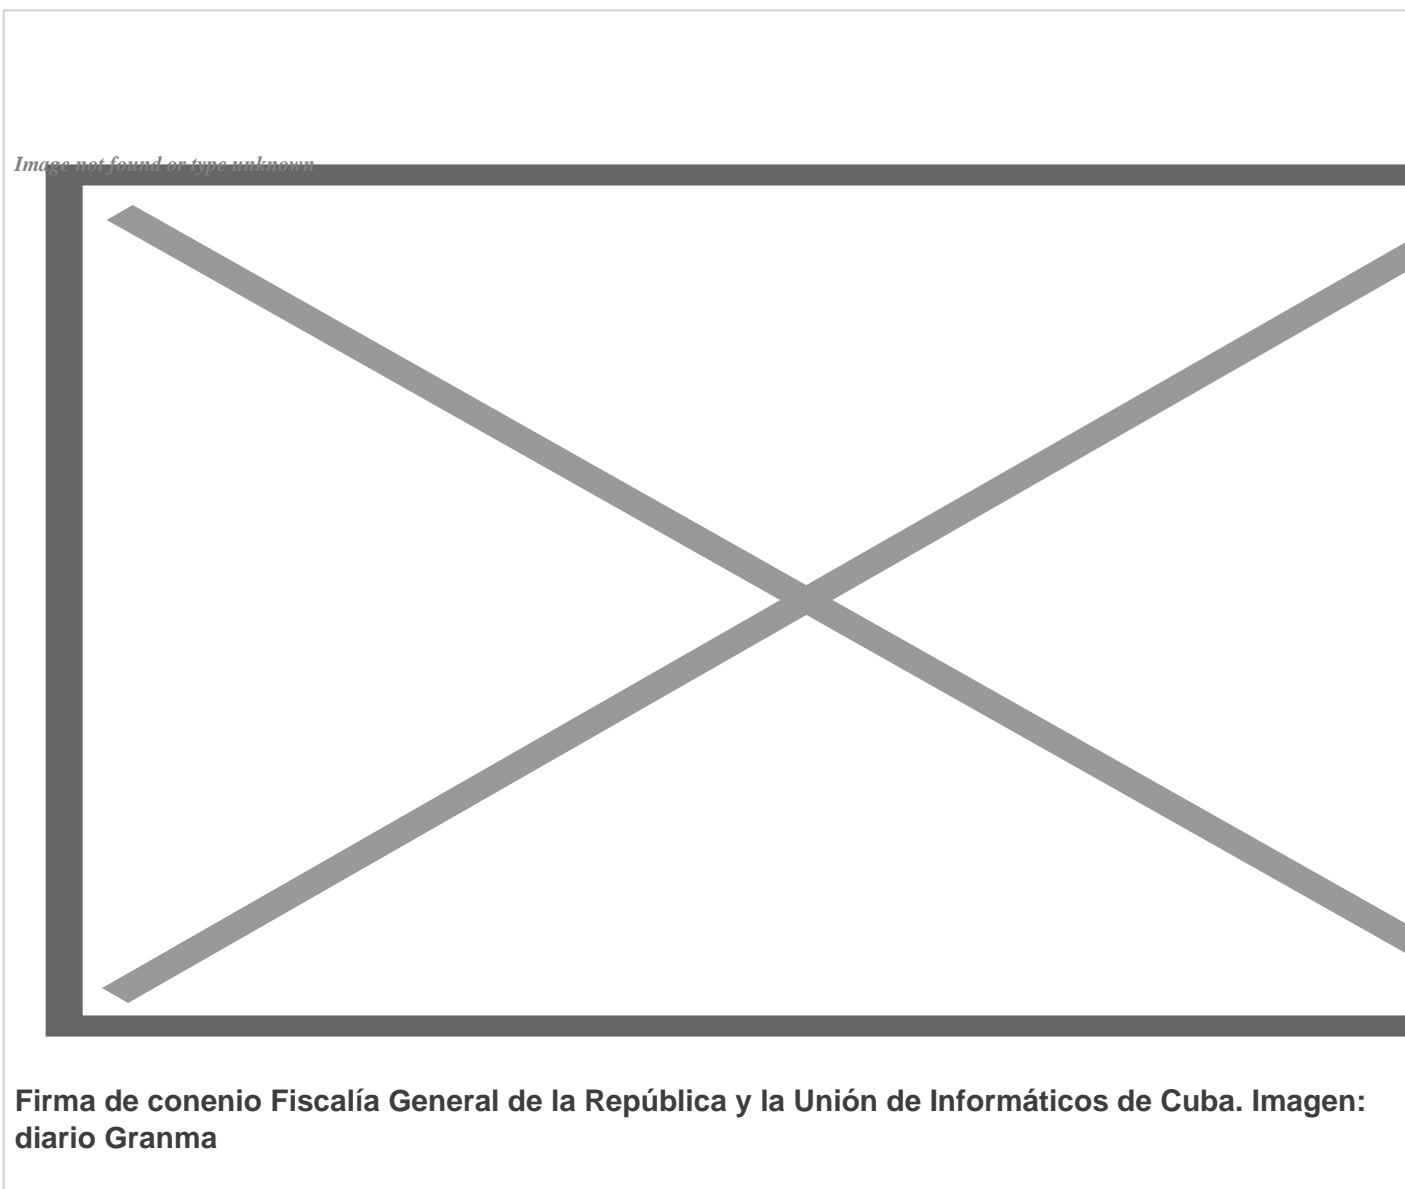 Image not found or type unknown
Firma de conenio Fiscalía General de la República y la Unión de Informáticos de Cuba. Imagen:
diario Granma